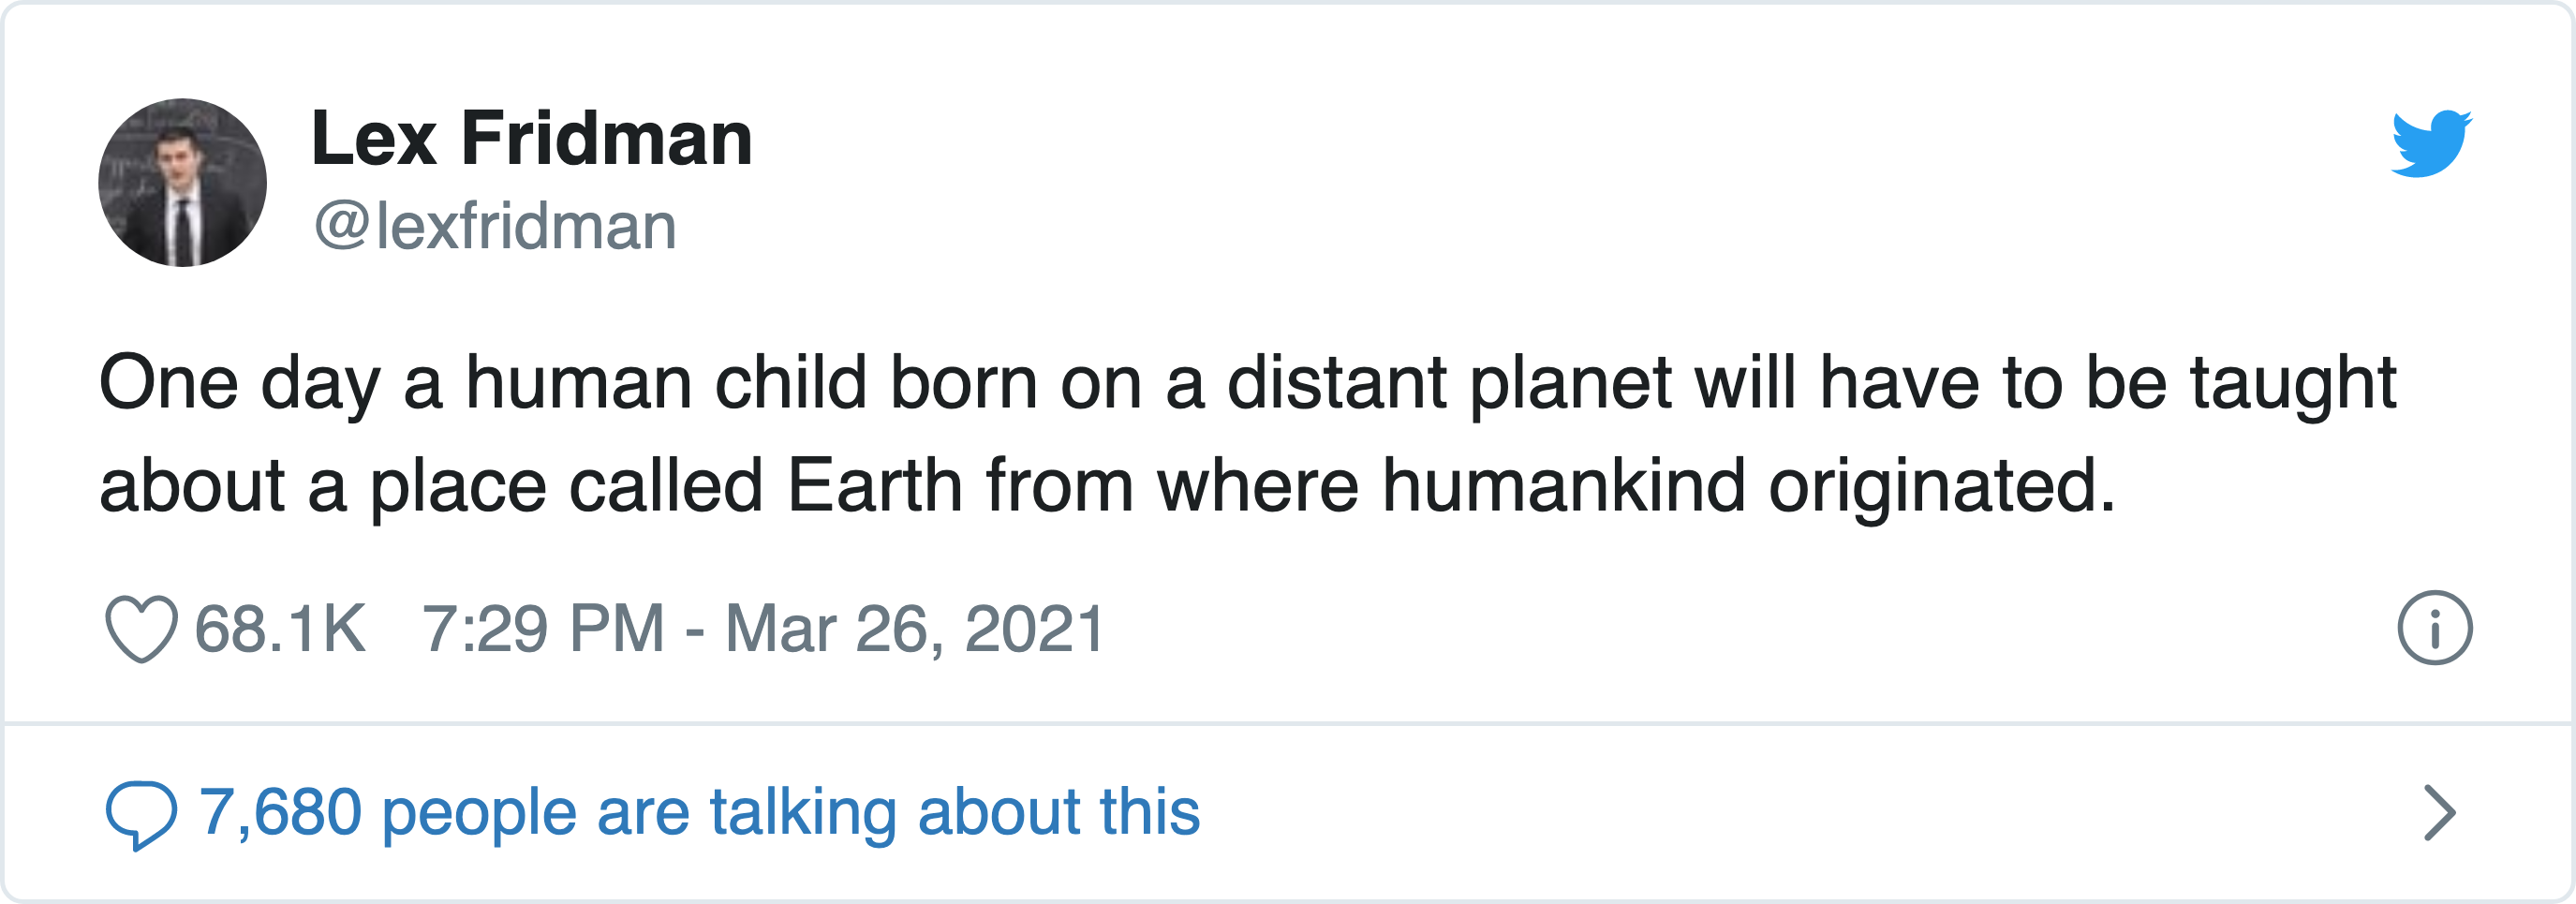 Lex Fridman
@lexfridman
One day a human child born on a distant planet will have to be taught
about a place called Earth from where humankind originated.
68.1K 7:29 PM - Mar 26, 2021
7,680 people are talking about this